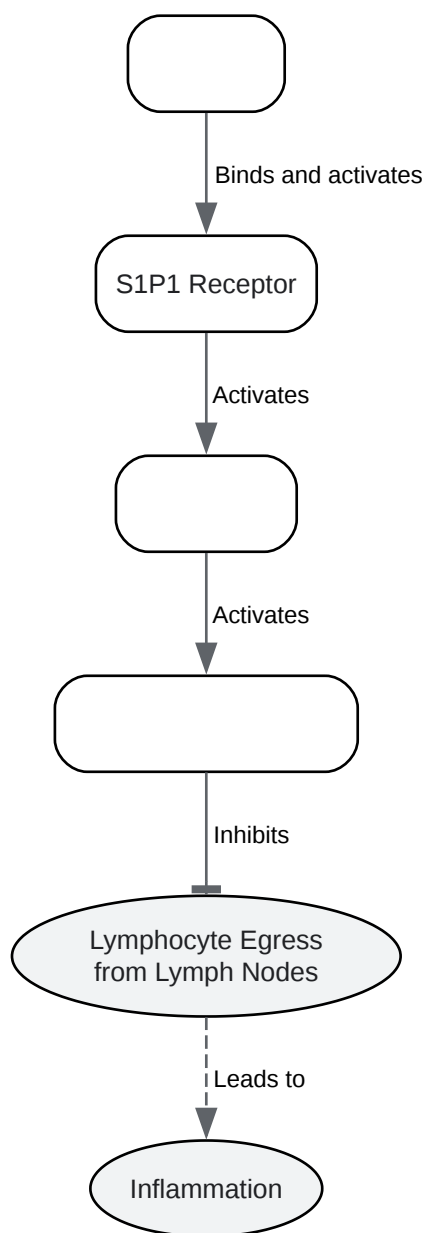 Binds and activates
S1P1 Receptor
Activates
Activates
Inhibits
Lymphocyte Egress
from Lymph Nodes
Leads to
Inflammation